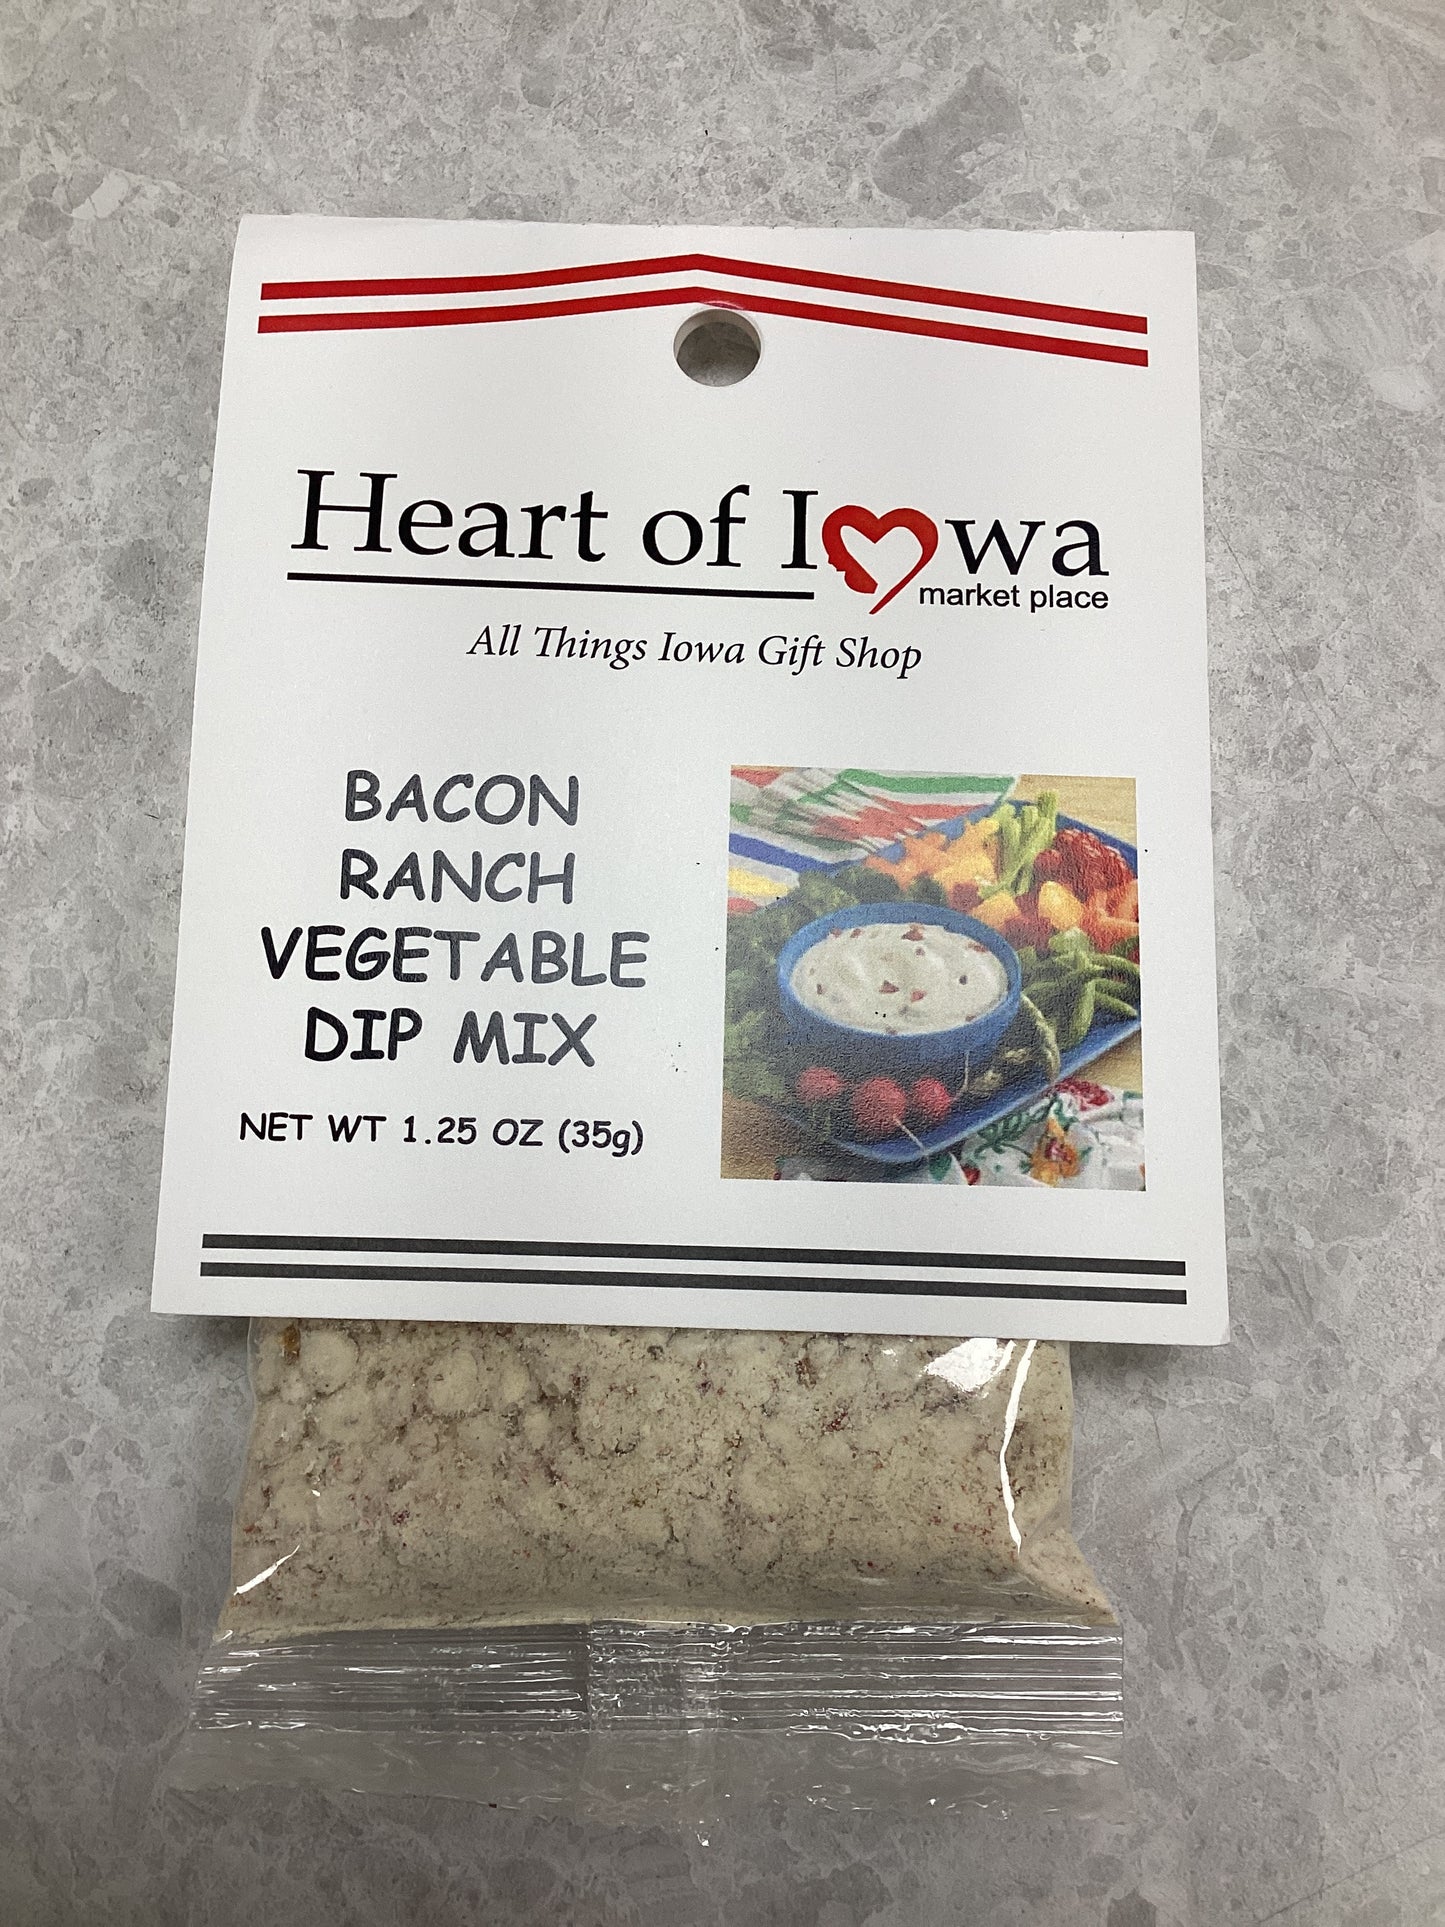 Heart of Iowa
market place
All Things Iowa Gift Shop
BACON
RANCH
VEGETABLE
DIP MIX
NET WT 1.25 OZ (35g)